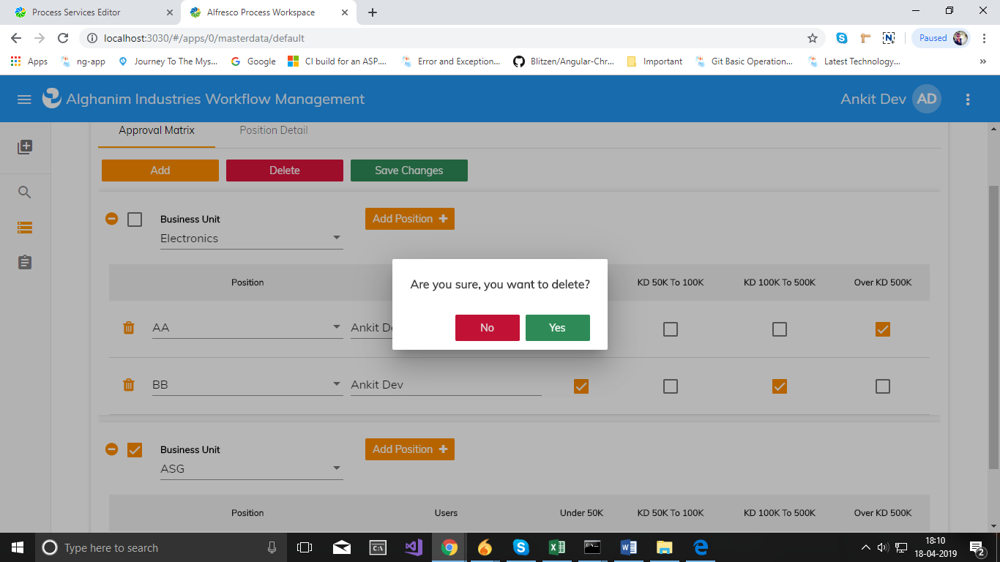 Process Services Editor
Alfresco Process Workspace
localhost:3030/#/apps/0/masterdata/default
Paused
Apps
ng-app
Journey To The Mys...
Google
CI build for an ASP....
Error and Exception...
Blitzen/Angular-Chr...
Important
Git Basic Operation...
Latest Technology...
Alghanim Industries Workflow Management
Ankit Dev AD
Approval Matrix
Position Detail
Add
Delete
Save Changes
Business Unit
Add Position
Electronics
Position
KD 50K To 100K
KD 100K To 500K
Over KD 500K
Are you sure, you want to delete?
No
Yes
AA
Ankit De
BB
Ankit Dev
Business Unit
Add Position
ASG
Position
Users
Under 50K
KD 50K To 100K
KD 100K To 500K
Over KD 500K
Type here to search
18:10
18-04-2019
2